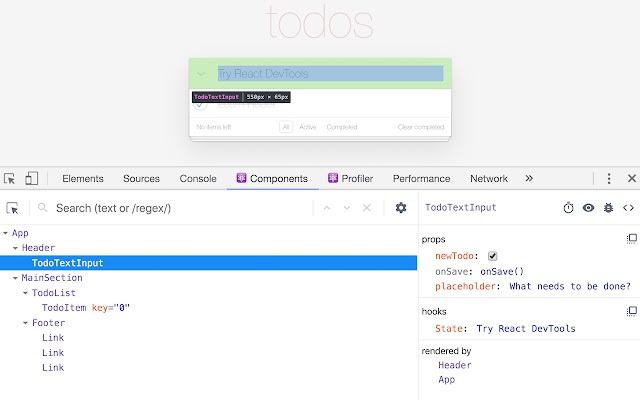 todos
Try React DevTools
TodoTextInput | 550px × 65px
No items left All Active Completed Clear completed
Elements Sources Console Components Profiler Performance Network »
Search (text or /regex/)
App
Header
TodoTextInput
MainSection
TodoList
TodoItem key="0"
Footer
Link
Link
Link
TodoTextInput
props
newTodo:
onSave: onSave()
placeholder: What needs to be done?
hooks
State: Try React DevTools
rendered by
Header
App